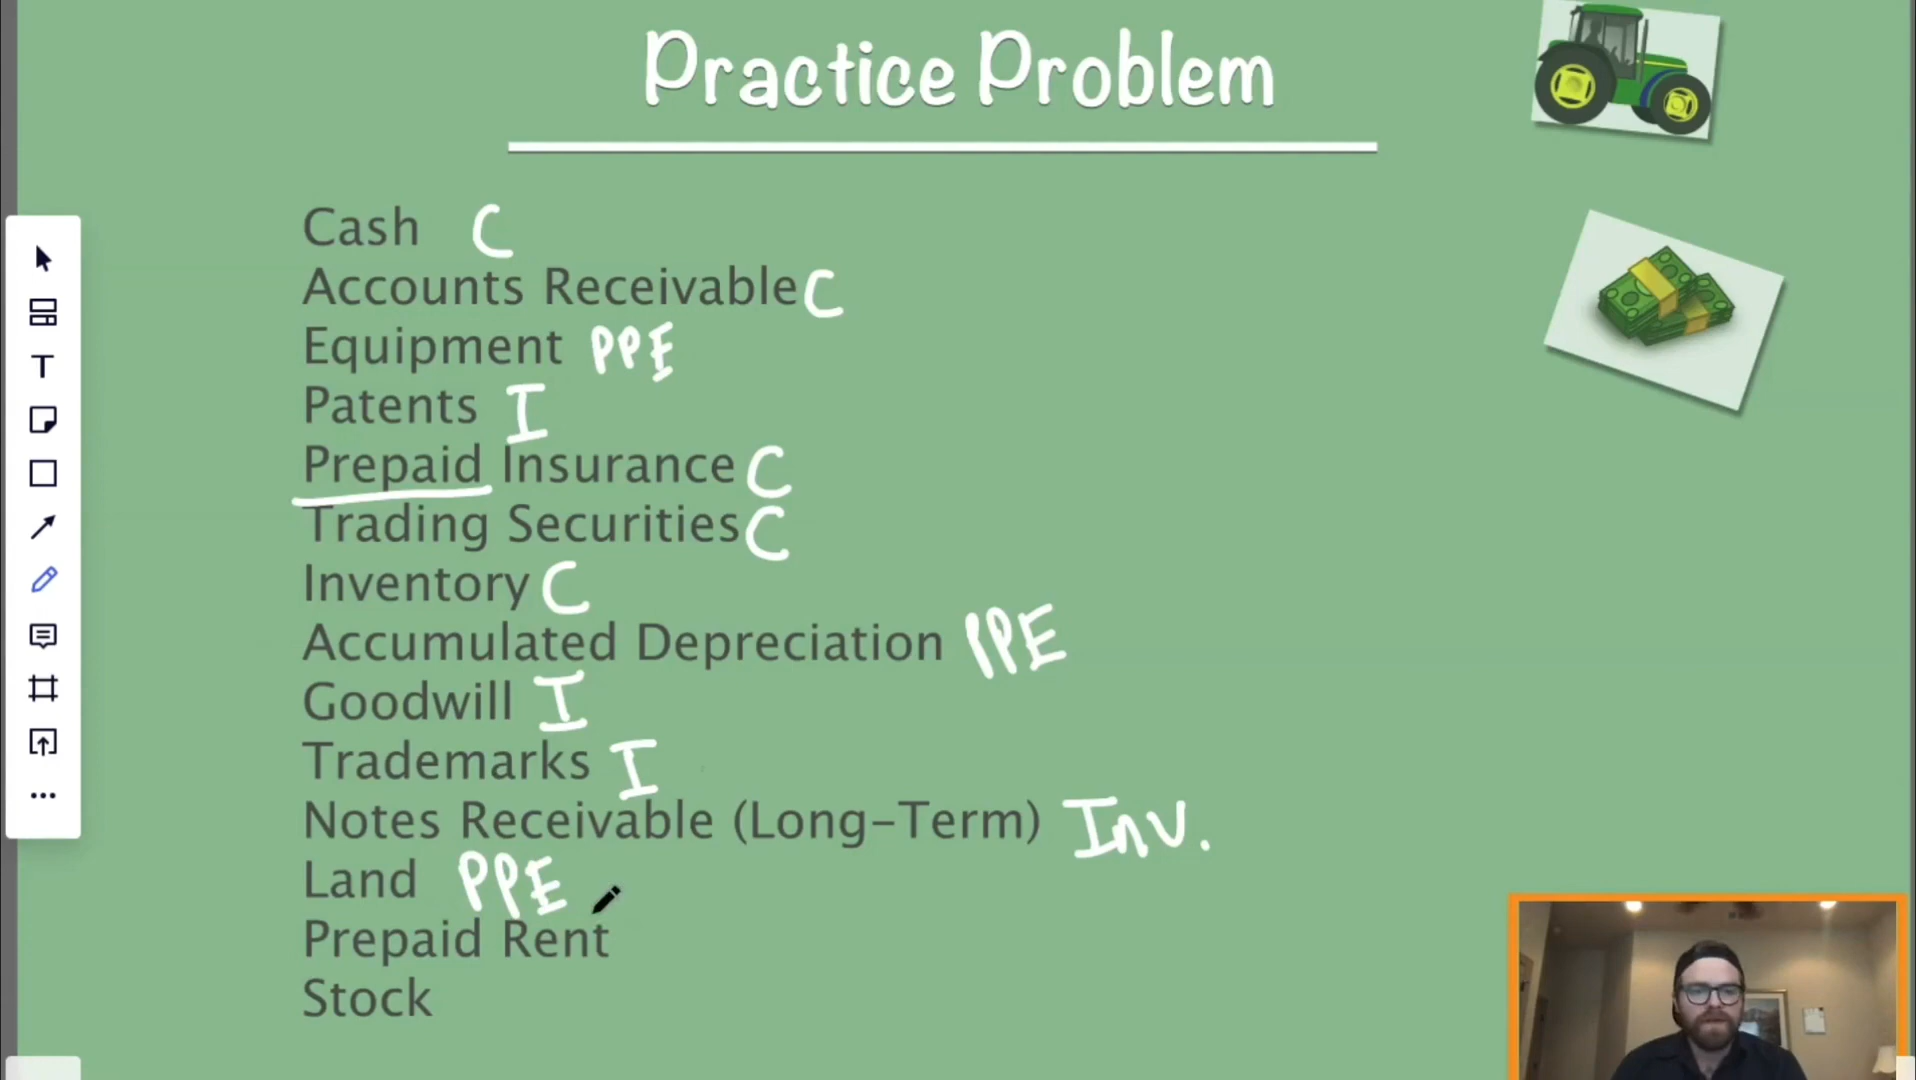 Practice Problem
Cash C
Accounts Receivable C
Equipment PPE
Patents I
Prepaid Insurance C
Trading Securities C
Inventory C
Accumulated Depreciation PPE
Goodwill I
Trademarks I
Notes Receivable (Long-Term) Inv.
Land PPE
Prepaid Rent
Stock
T